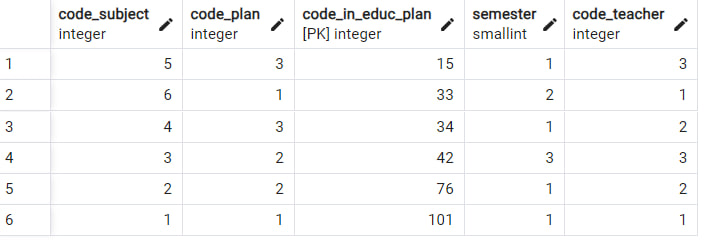 code_subject code_plan code_in_educ_plan semester code_teacher
integer integer [PK] integer smallint integer
1 5 3 15 1 3
2 6 1 33 2 1
3 4 3 34 1 2
4 3 2 42 3 3
5 2 2 76 1 2
6 1 1 101 1 1